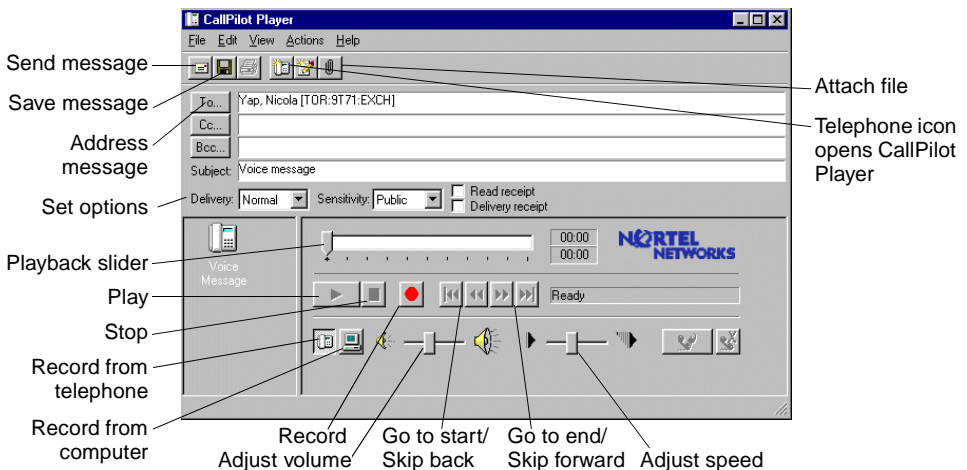 CallPilot Player
File Edit View Actions Help
Send message
Save message
Address
message
Set options
Playback slider
Play
Stop
Record from
telephone
Record from
computer
To...
Yap, Nicola [TOR:9T71:EXCH]
Cc...
Bcc...
Subject: Voice message
Delivery: Normal Sensitivity: Public Read receipt
Delivery receipt
Voice
Message
00:00
00:00
NORTEL
NETWORKS
Ready
Attach file
Telephone icon
opens CallPilot
Player
Record
Adjust volume
Go to start/
Skip back
Go to end/
Skip forward
Adjust speed